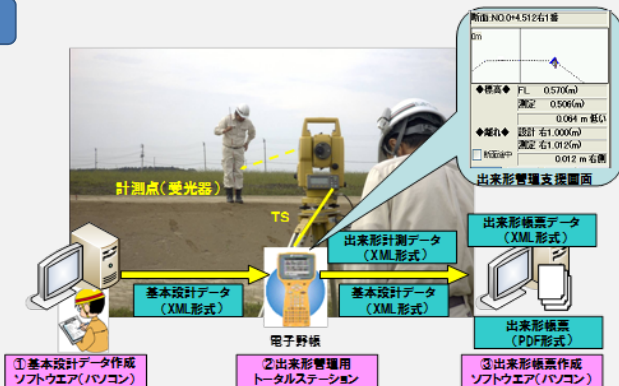 断面:NO.0+4.512右1番
0m
◆標高◆ FL 0.570(m)
測定 0.506(m)
0.064 m 低い
◆離れ◆ 設計 右1.000(m)
測定 右1.012(m)
0.012 m 右側
出来形管理支援画面
計測点(受光器)
TS
出来形計測データ
(XML形式)
出来形帳票データ
(XML形式)
基本設計データ
(XML形式)
基本設計データ
(XML形式)
電子野帳
出来形帳票
(PDF形式)
①基本設計データ作成
ソフトウエア(パソコン)
②出来形管理用
トータルステーション
③出来形帳票作成
ソフトウエア(パソコン)